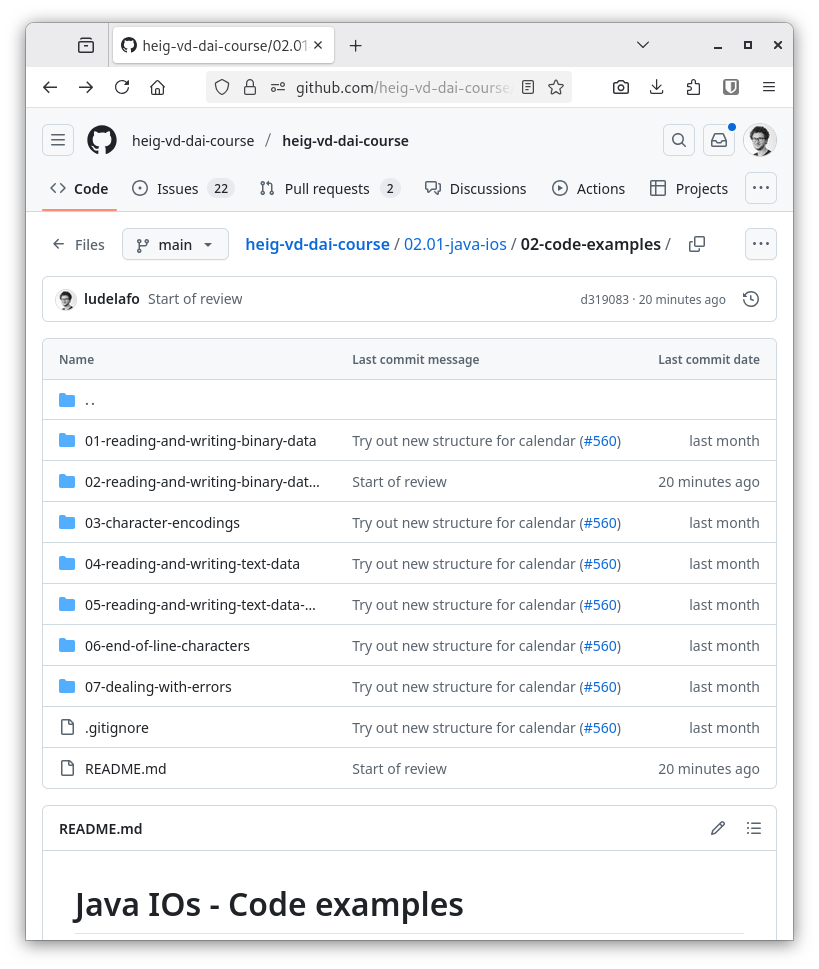 heig-vd-dai-course/02.01
github.com/heig-vd-dai-course
heig-vd-dai-course / heig-vd-dai-course
Code Issues 22 Pull requests 2 Discussions Actions Projects
Files main heig-vd-dai-course / 02.01-java-ios / 02-code-examples /
ludelafo Start of review d319083 · 20 minutes ago
Name Last commit message Last commit date
..
01-reading-and-writing-binary-data Try out new structure for calendar (#560) last month
02-reading-and-writing-binary-dat... Start of review 20 minutes ago
03-character-encodings Try out new structure for calendar (#560) last month
04-reading-and-writing-text-data Try out new structure for calendar (#560) last month
05-reading-and-writing-text-data-... Try out new structure for calendar (#560) last month
06-end-of-line-characters Try out new structure for calendar (#560) last month
07-dealing-with-errors Try out new structure for calendar (#560) last month
.gitignore Try out new structure for calendar (#560) last month
README.md Start of review 20 minutes ago
README.md
Java IOs - Code examples